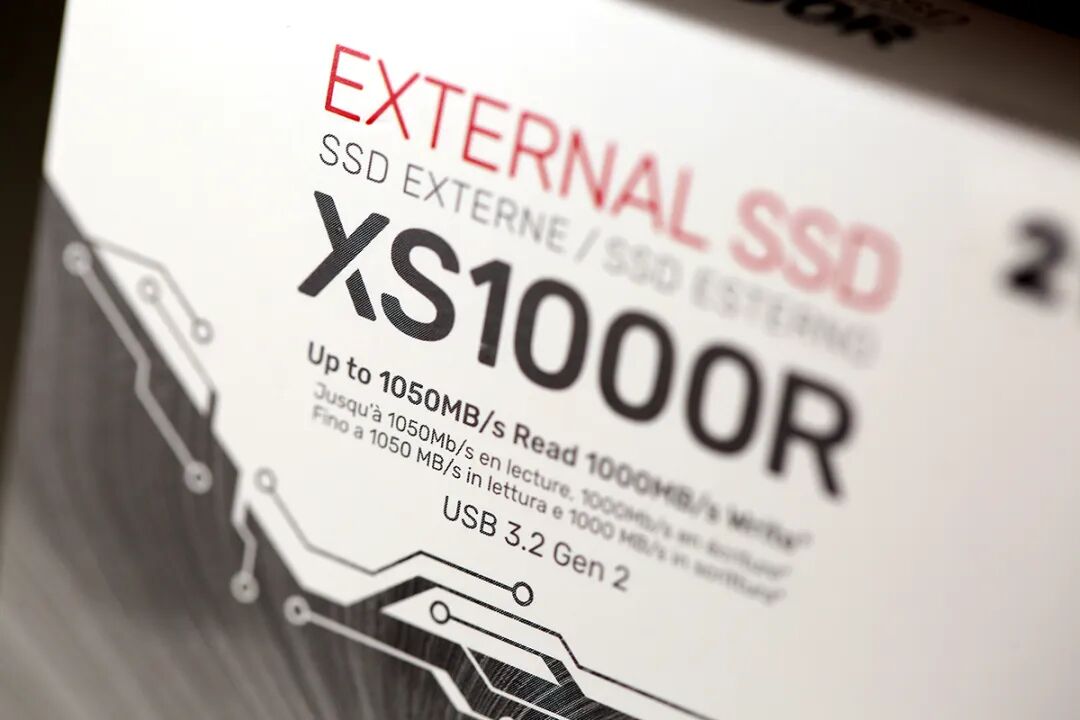 EXTERNAL SSD
SSD EXTERNE / SSD ESTERNO
XS1000R
2
Up to 1050MB/s Read 1000MB/s Write*
Jusqu'à 1050Mb/s en lecture, 1000Mb/s en écriture*
Fino a 1050 MB/s in lettura e 1000 MB/s in scrittura*
USB 3.2 Gen 2